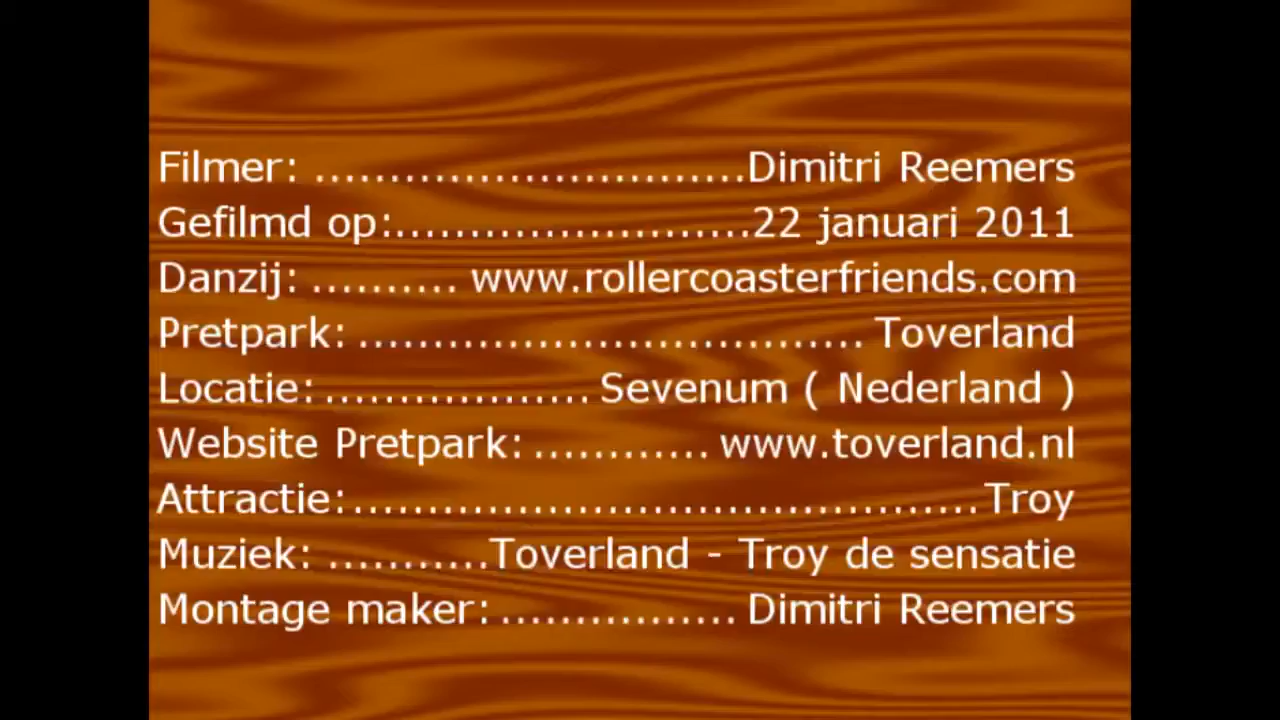 Filmer: .............................Dimitri Reemers
Gefilmd op:........................22 januari 2011
Danzij: .......... www.rollercoasterfriends.com
Pretpark: .................................. Toverland
Locatie: .................. Sevenum ( Nederland )
Website Pretpark: ............ www.toverland.nl
Attractie: .......................................... Troy
Muziek: ...........Toverland - Troy de sensatie
Montage maker: ................ Dimitri Reemers